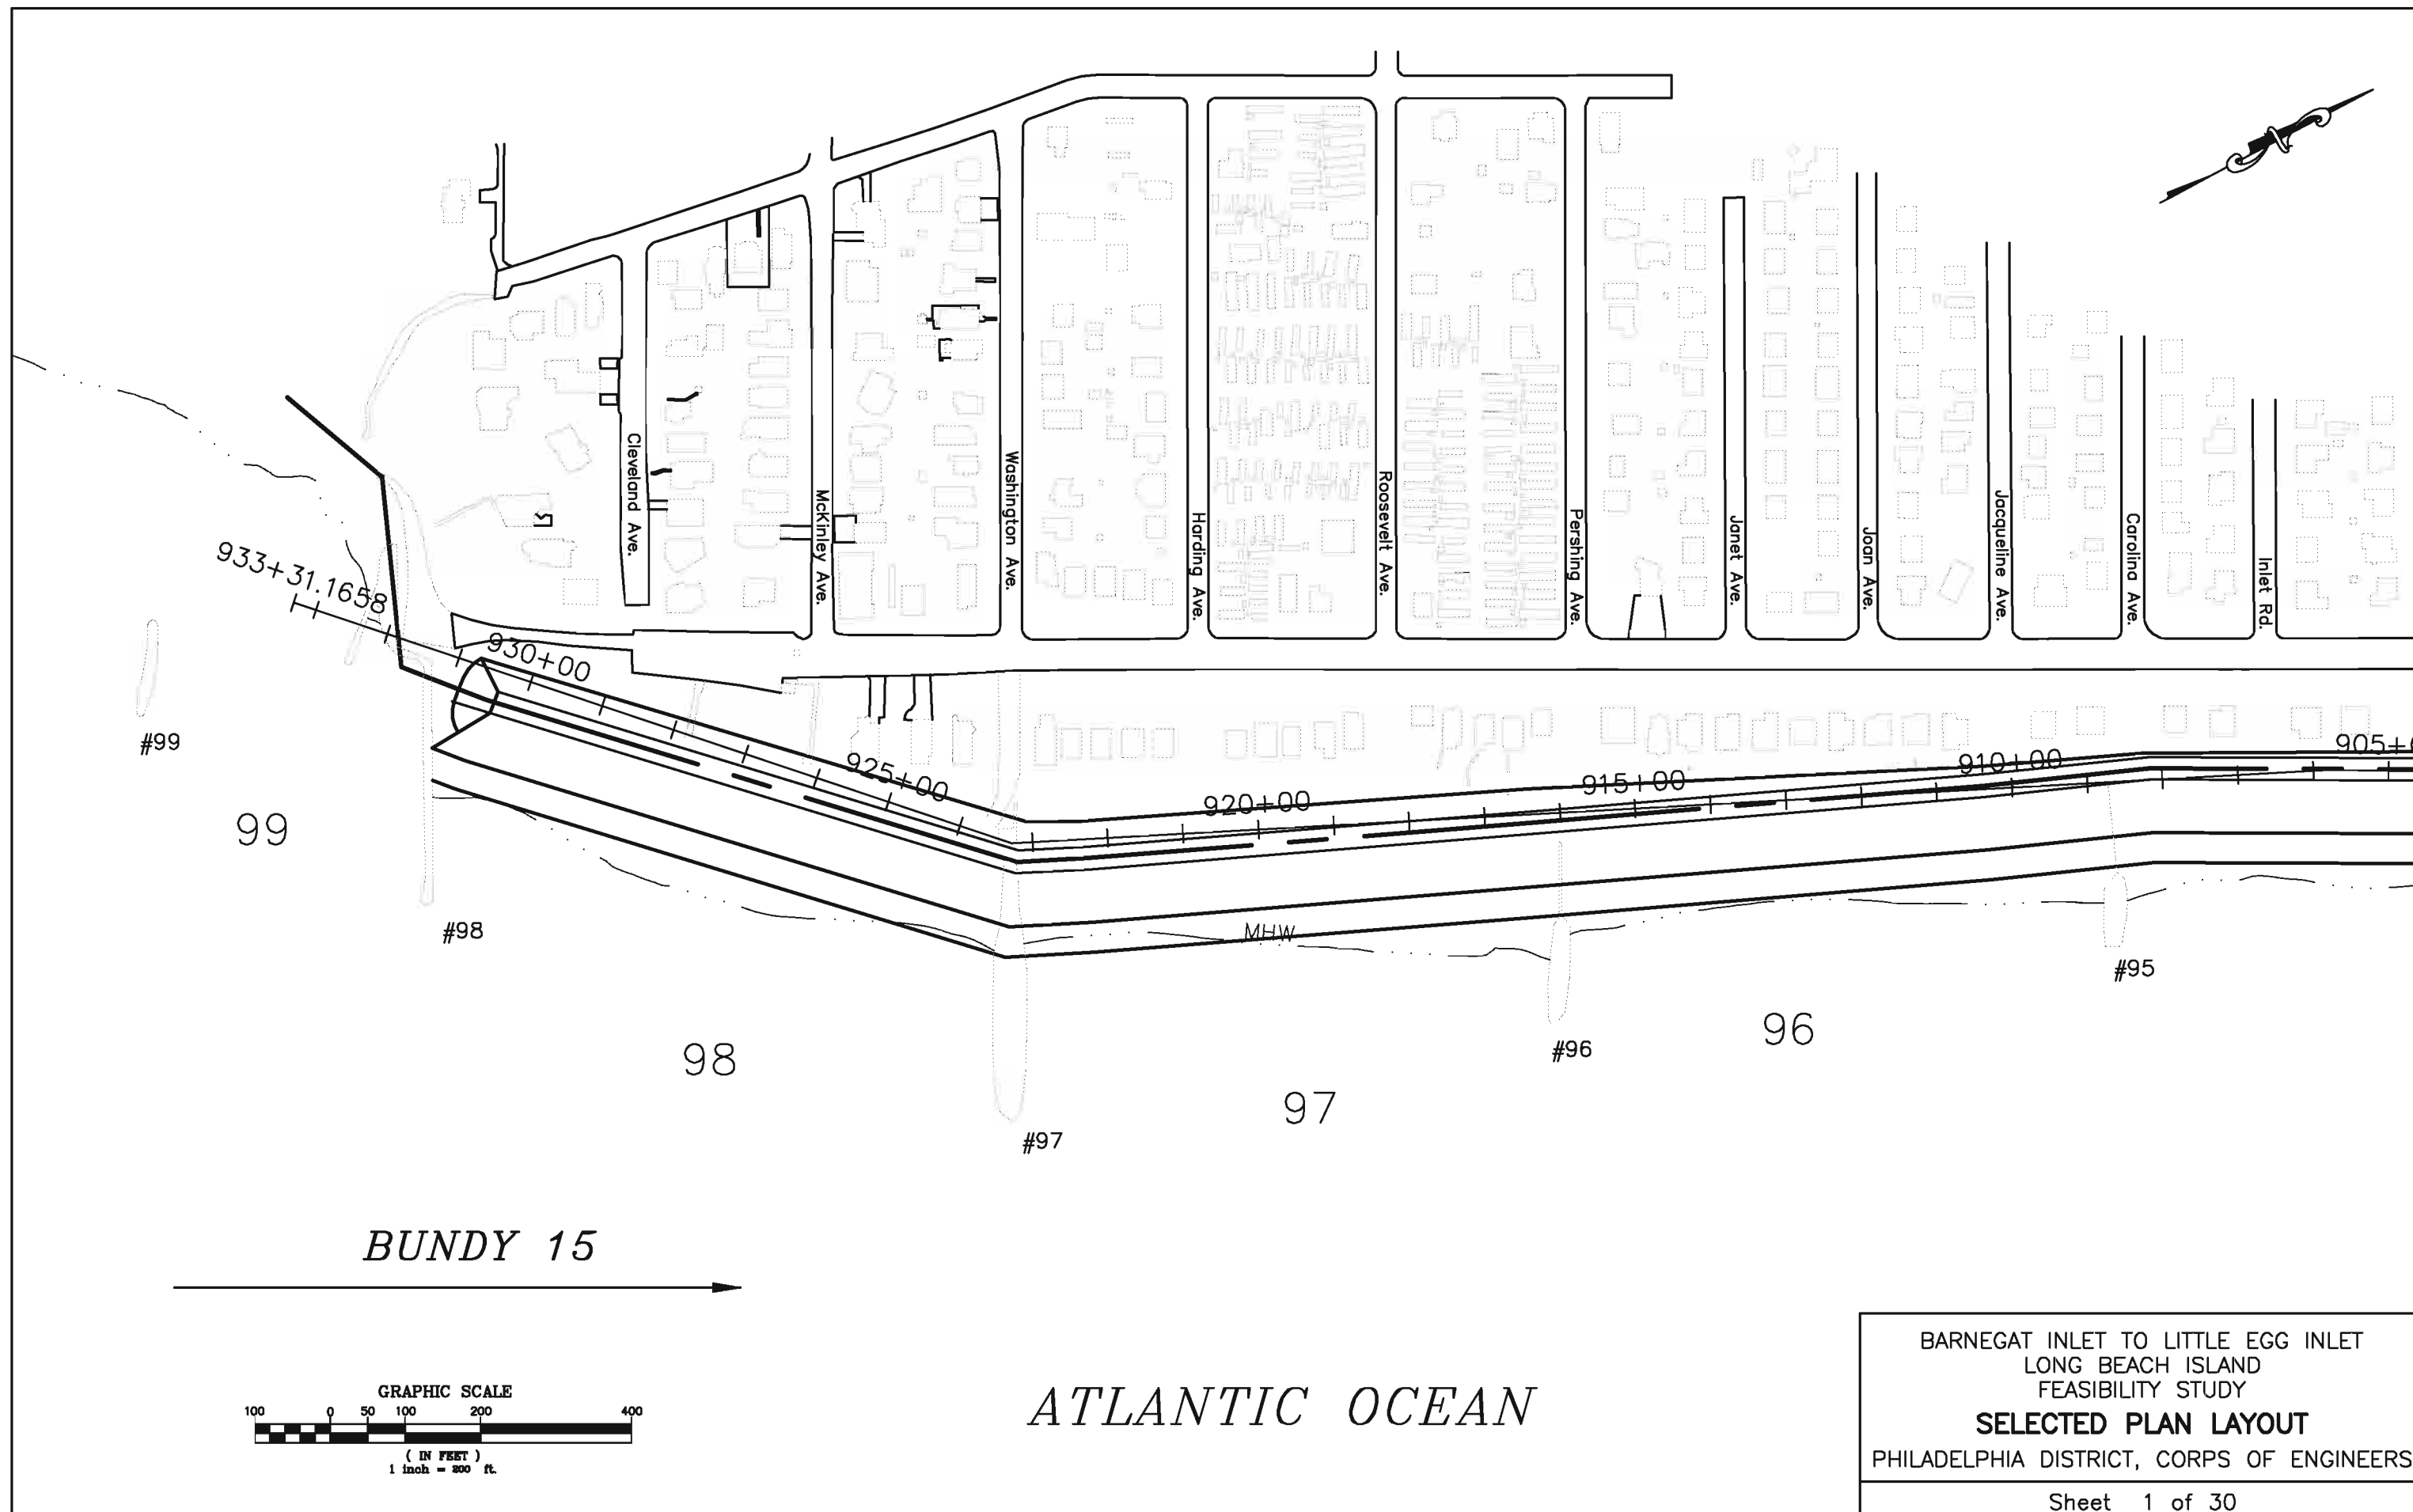 Cleveland Ave.
McKinley Ave.
Washington Ave.
Harding Ave.
Roosevelt Ave.
Pershing Ave.
Janet Ave.
Joan Ave.
Jacqueline Ave.
Carolina Ave.
Inlet Rd.
933+31.1658
930+00
925+00
920+00
915+00
910+00
905+
MHW
#99
#98
#97
#96
#95
99
98
97
96
BUNDY 15
ATLANTIC OCEAN
GRAPHIC SCALE
100 0 50 100 200 400
( IN FEET )
1 inch = 200 ft.
BARNEGAT INLET TO LITTLE EGG INLET
LONG BEACH ISLAND
FEASIBILITY STUDY
SELECTED PLAN LAYOUT
PHILADELPHIA DISTRICT, CORPS OF ENGINEERS
Sheet 1 of 30